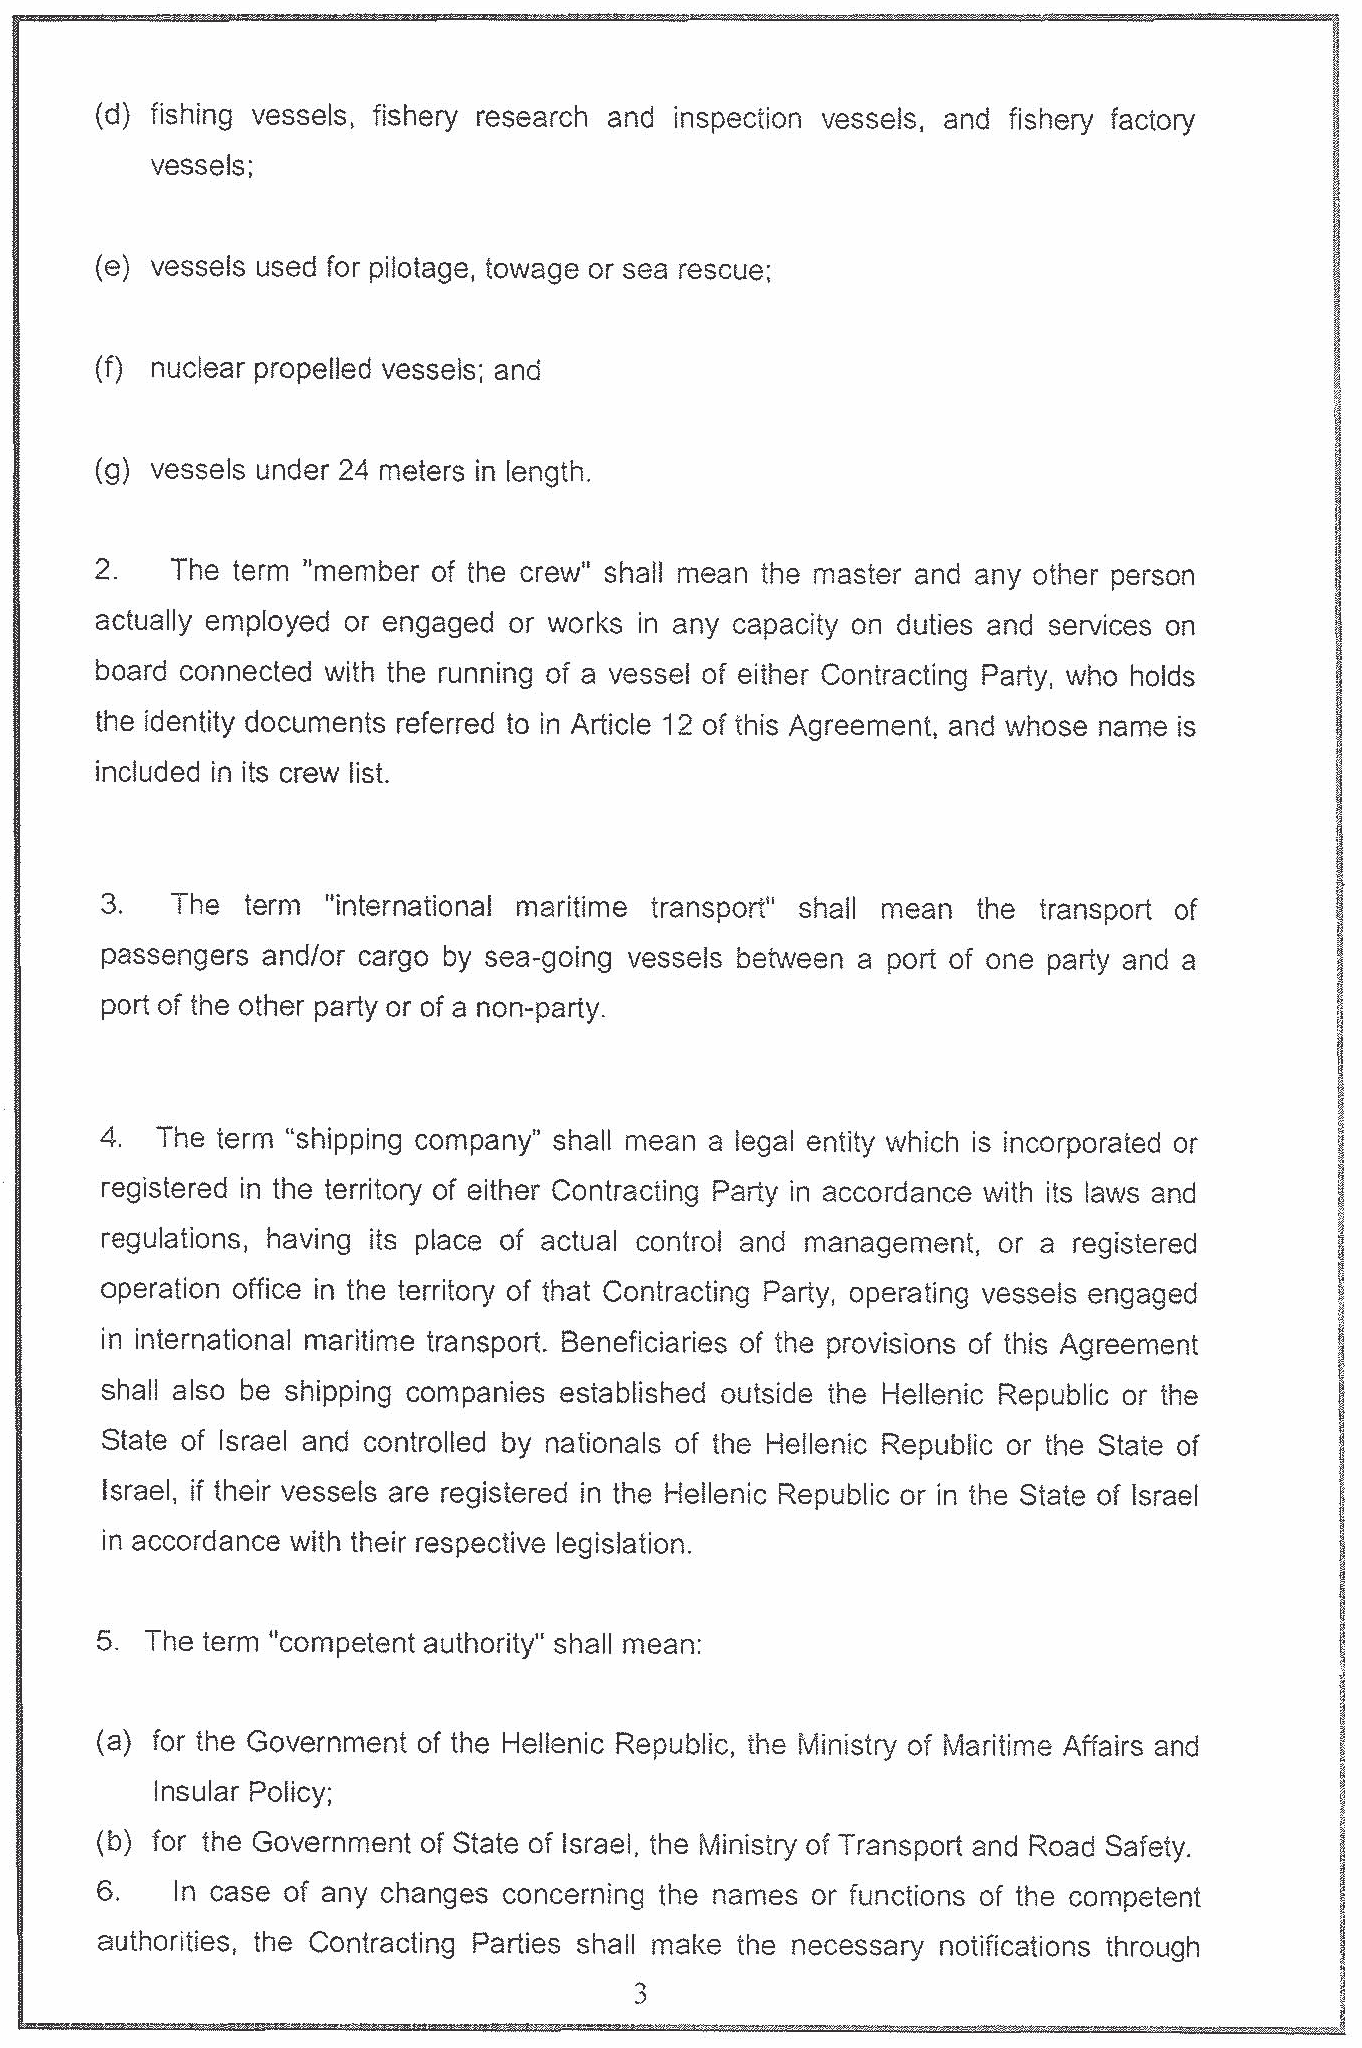 (d) fishing vessels, fishery research and inspection vessels, and fishery factory
vessels;
(e) vessels used for pilotage, towage or sea rescue;
(f) nuclear propelled vessels; and
(g) vessels under 24 meters in length.
2. The term "member of the crew" shall mean the master and any other person
actually employed or engaged or works in any capacity on duties and services on
board connected with the running of a vessel of either Contracting Party, who holds
the identity documents referred to in Article 12 of this Agreement, and whose name is
included in its crew list.
3. The term "international maritime transport" shall mean the transport of
passengers and/or cargo by sea-going vessels between a port of one party and a
port of the other party or of a non-party.
4. The term “shipping company” shall mean a legal entity which is incorporated or
registered in the territory of either Contracting Party in accordance with its laws and
regulations, having its place of actual control and management, or a registered
operation office in the territory of that Contracting Party, operating vessels engaged
in international maritime transport. Beneficiaries of the provisions of this Agreement
shall also be shipping companies established outside the Hellenic Republic or the
State of Israel and controlled by nationals of the Hellenic Republic or the State of
Israel, if their vessels are registered in the Hellenic Republic or in the State of Israel
in accordance with their respective legislation.
5. The term "competent authority" shall mean:
(a) for the Government of the Hellenic Republic, the Ministry of Maritime Affairs and
Insular Policy;
(b) for the Government of State of Israel, the Ministry of Transport and Road Safety.
6. In case of any changes concerning the names or functions of the competent
authorities, the Contracting Parties shall make the necessary notifications through
3